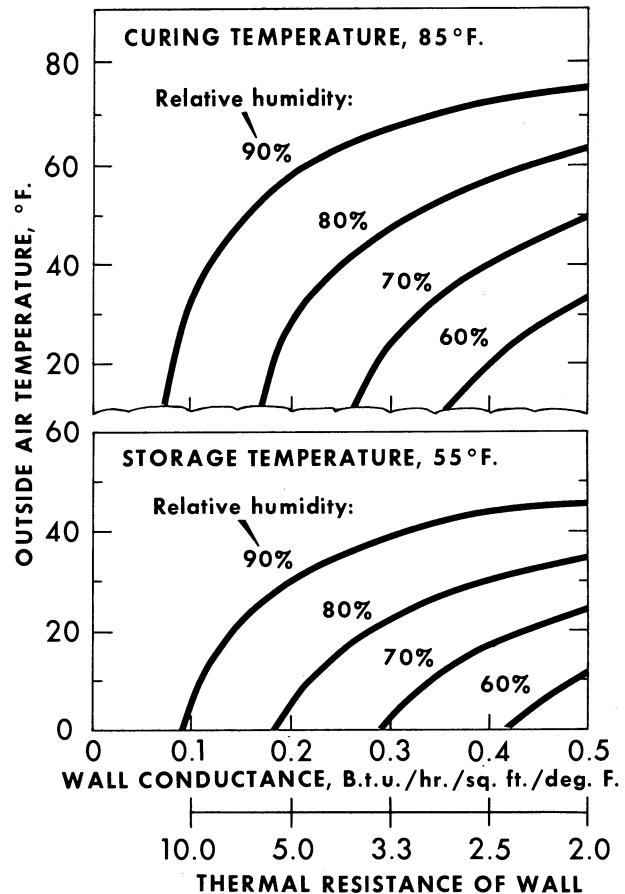 CURING TEMPERATURE, 85°F.
80
Relative humidity:
90%
60
80%
40
70%
60%
20
OUTSIDE AIR TEMPERATURE, °F.
60
STORAGE TEMPERATURE, 55°F.
Relative humidity:
40
90%
80%
20
70%
60%
0
0 0.1 0.2 0.3 0.4 0.5
WALL CONDUCTANCE, B.t.u./hr./sq. ft./deg. F.
10.0 5.0 3.3 2.5 2.0
THERMAL RESISTANCE OF WALL